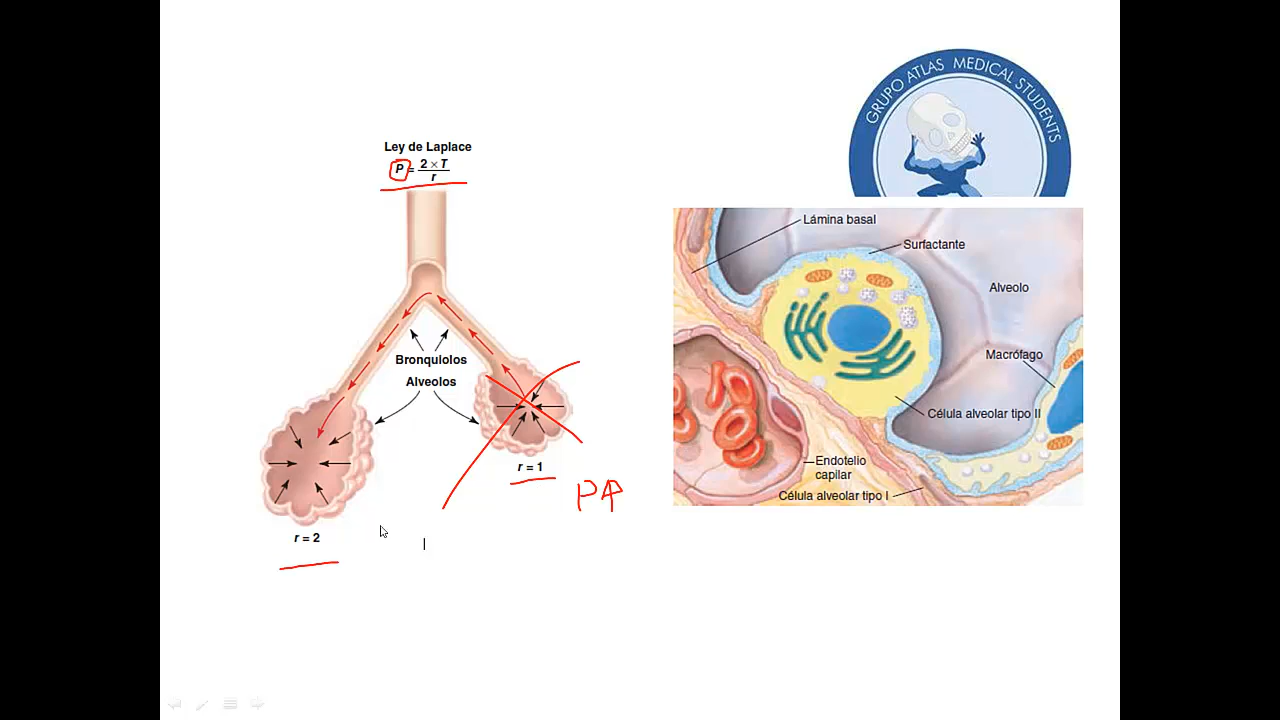 GRUPO ATLAS MEDICAL STUDENTS
Ley de Laplace
P = 2 × T
r
Bronquiolos
Alveolos
r = 1
r = 2
P↑
Lámina basal
Surfactante
Alveolo
Macrófago
Célula alveolar tipo II
Endotelio
capilar
Célula alveolar tipo I